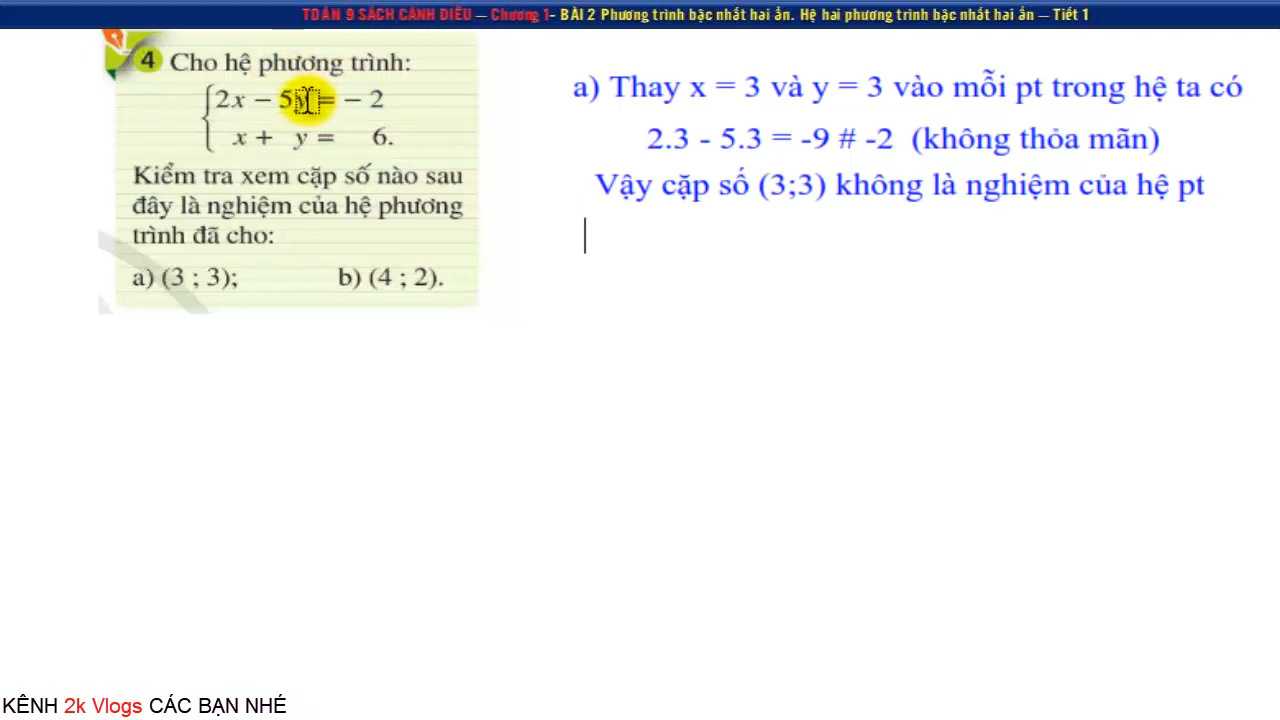 TOÁN 9 SÁCH CÁNH DIỀU – Chương 1- BÀI 2 Phương trình bậc nhất hai ẩn. Hệ hai phương trình bậc nhất hai ẩn – Tiết 1
4 Cho hệ phương trình:
2x − 5y = − 2
x + y = 6.
Kiểm tra xem cặp số nào sau
đây là nghiệm của hệ phương
trình đã cho:
a) (3 ; 3); b) (4 ; 2).
a) Thay x = 3 và y = 3 vào mỗi pt trong hệ ta có
2.3 - 5.3 = -9 # -2 (không thỏa mãn)
Vậy cặp số (3;3) không là nghiệm của hệ pt
KÊNH 2k Vlogs CÁC BẠN NHÉ